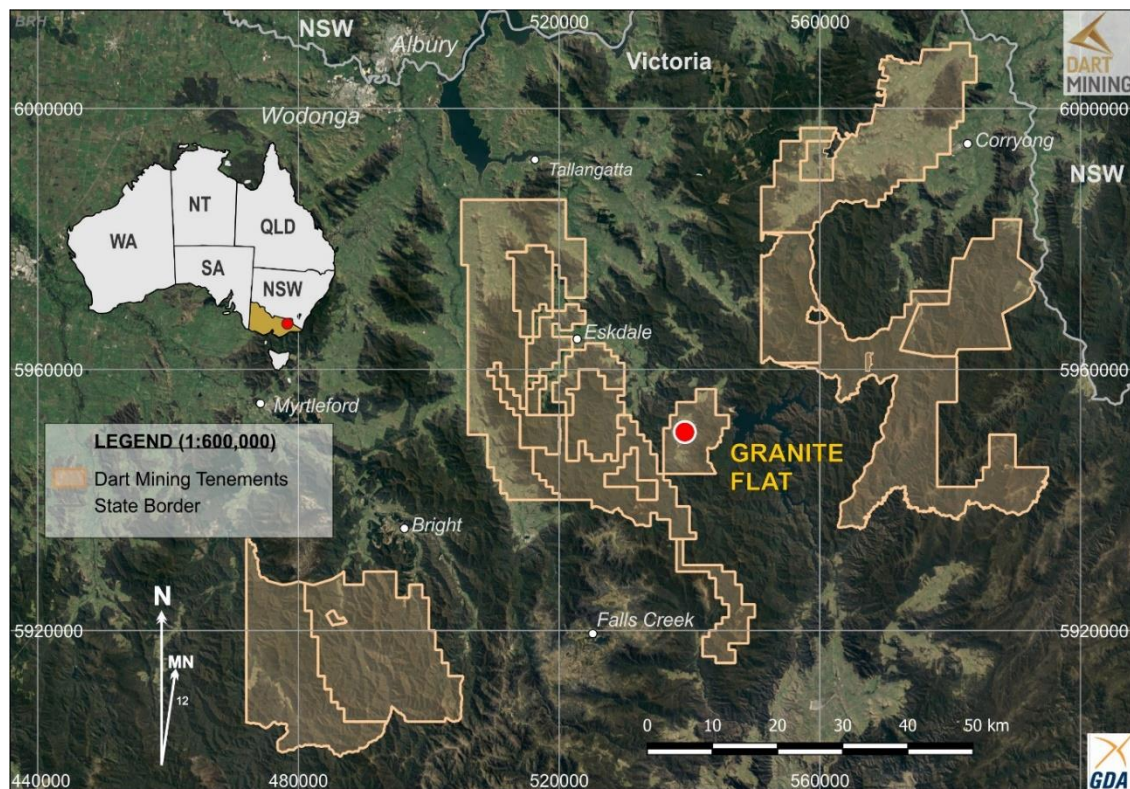 BRH
NSW
520000
560000
Albury
Victoria
DART
MINING
Wodonga
6000000
6000000
Corryong
Tallangatta
NSW
NT
QLD
WA
SA
NSW
Eskdale
5960000
5960000
Myrtleford
LEGEND (1:600,000)
GRANITE
FLAT
Dart Mining Tenements
State Border
Bright
N
Falls Creek
5920000
5920000
MN
12
0 10 20 30 40 50 km
440000
480000
520000
560000
GDA